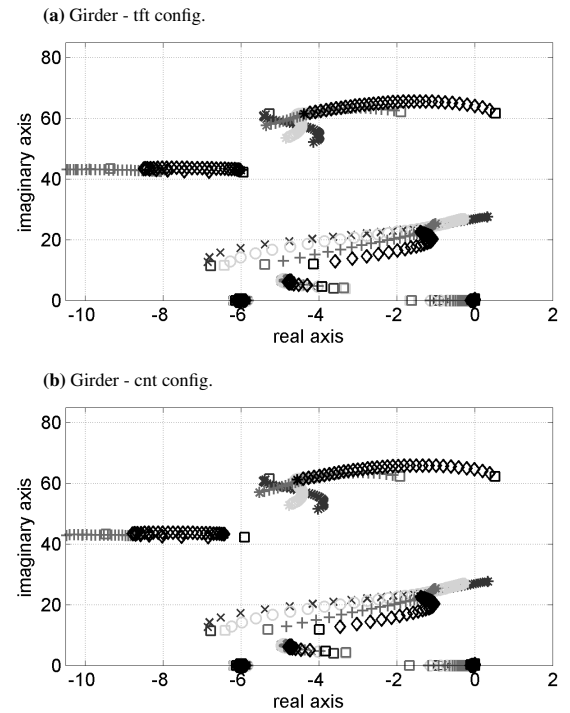 (a) Girder - tft config.
80
60
40
20
0
imaginary axis
-10 -8 -6 -4 -2 0 2
real axis
(b) Girder - cnt config.
80
60
40
20
0
imaginary axis
-10 -8 -6 -4 -2 0 2
real axis